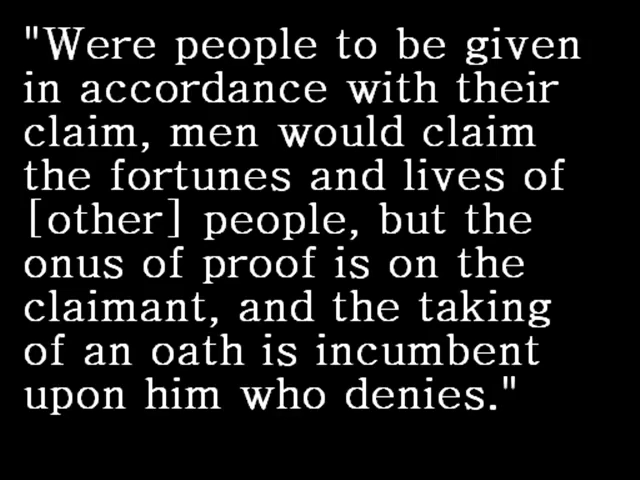 "Were people to be given
in accordance with their
claim, men would claim
the fortunes and lives of
[other] people, but the
onus of proof is on the
claimant, and the taking
of an oath is incumbent
upon him who denies."